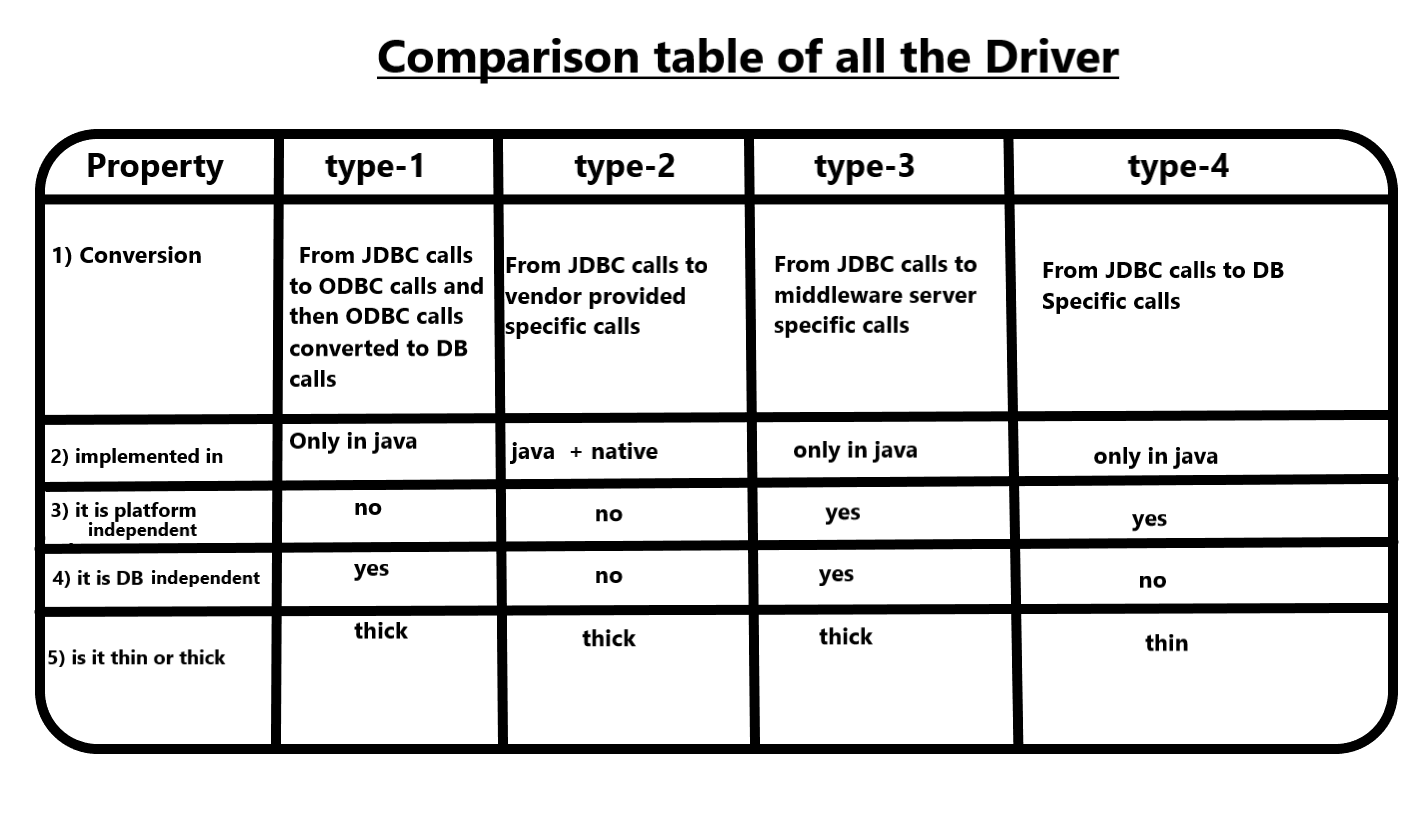 Comparison table of all the Driver
Property
type-1
type-2
type-3
type-4
1) Conversion
From JDBC calls
to ODBC calls and
then ODBC calls
converted to DB
calls
From JDBC calls to
vendor provided
specific calls
From JDBC calls to
middleware server
specific calls
From JDBC calls to DB
Specific calls
2) implemented in
Only in java
java + native
only in java
only in java
3) it is platform
independent
no
no
yes
yes
4) it is DB independent
yes
no
yes
no
5) is it thin or thick
thick
thick
thick
thin